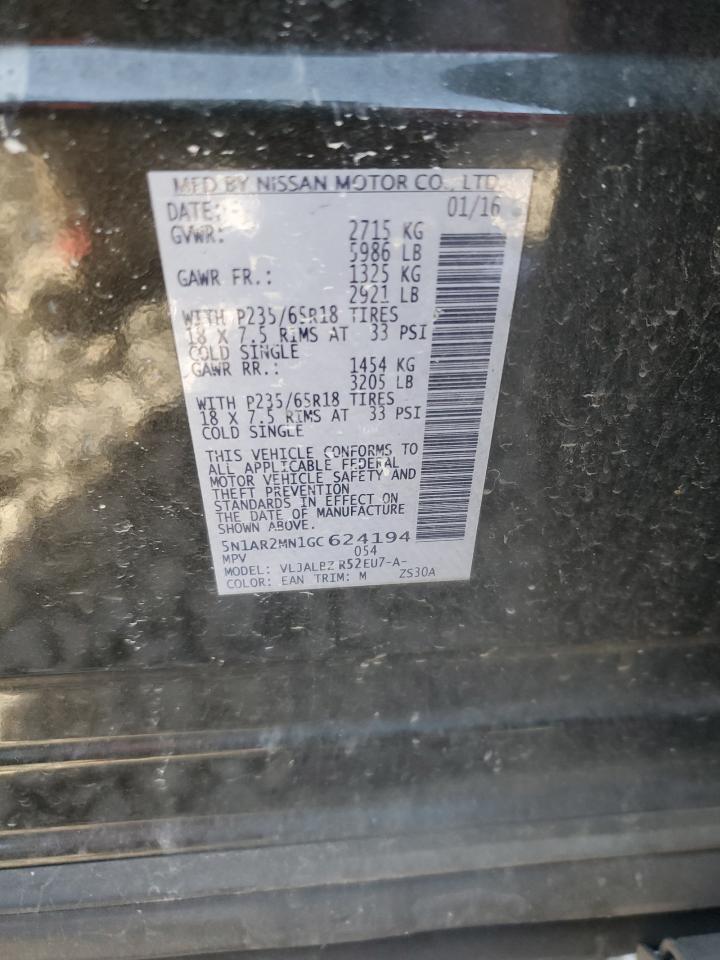 MFD BY NISSAN MOTOR CO., LTD.
DATE: 01/16
GVWR: 2715 KG
5986 LB
GAWR FR.: 1325 KG
2921 LB
WITH P235/65R18 TIRES
18 X 7.5 RIMS AT 33 PSI
COLD SINGLE
GAWR RR.: 1454 KG
3205 LB
WITH P235/65R18 TIRES
18 X 7.5 RIMS AT 33 PSI
COLD SINGLE
THIS VEHICLE CONFORMS TO
ALL APPLICABLE FEDERAL
MOTOR VEHICLE SAFETY AND
THEFT PREVENTION
STANDARDS IN EFFECT ON
THE DATE OF MANUFACTURE
SHOWN ABOVE.
5N1AR2MN1GC624194
MPV 054
MODEL: VLJALBZ R52EU7-A-
COLOR: EAN TRIM: M ZS30A